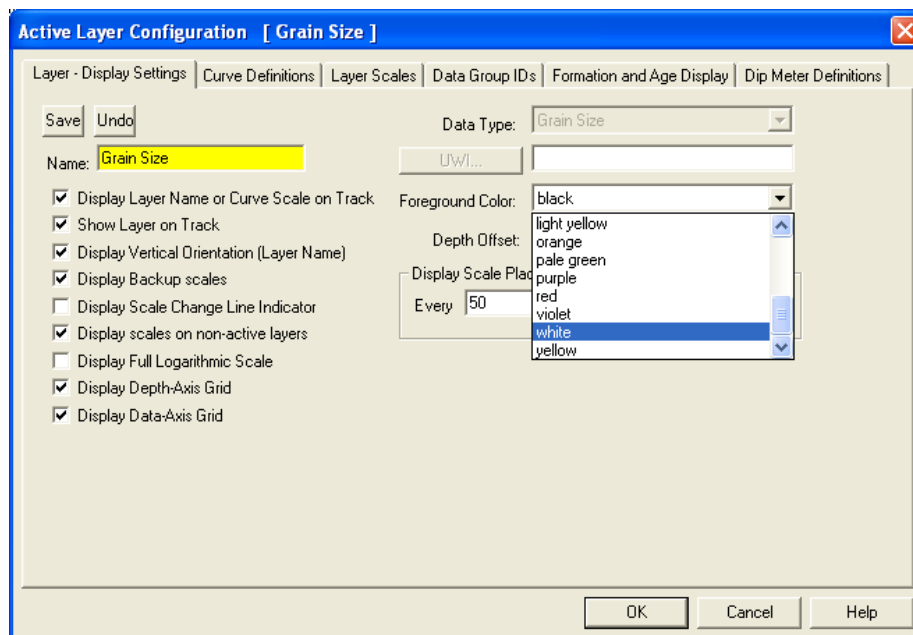 Active Layer Configuration [ Grain Size ]
Layer - Display Settings Curve Definitions Layer Scales Data Group IDs Formation and Age Display Dip Meter Definitions
Save Undo
Name: Grain Size
Display Layer Name or Curve Scale on Track
Show Layer on Track
Display Vertical Orientation (Layer Name)
Display Backup scales
Display Scale Change Line Indicator
Display scales on non-active layers
Display Full Logarithmic Scale
Display Depth-Axis Grid
Display Data-Axis Grid
Data Type: Grain Size
UWI...
Foreground Color: black
light yellow
orange
pale green
purple
red
violet
white
yellow
Depth Offset:
Display Scale
Every 50
OK Cancel Help